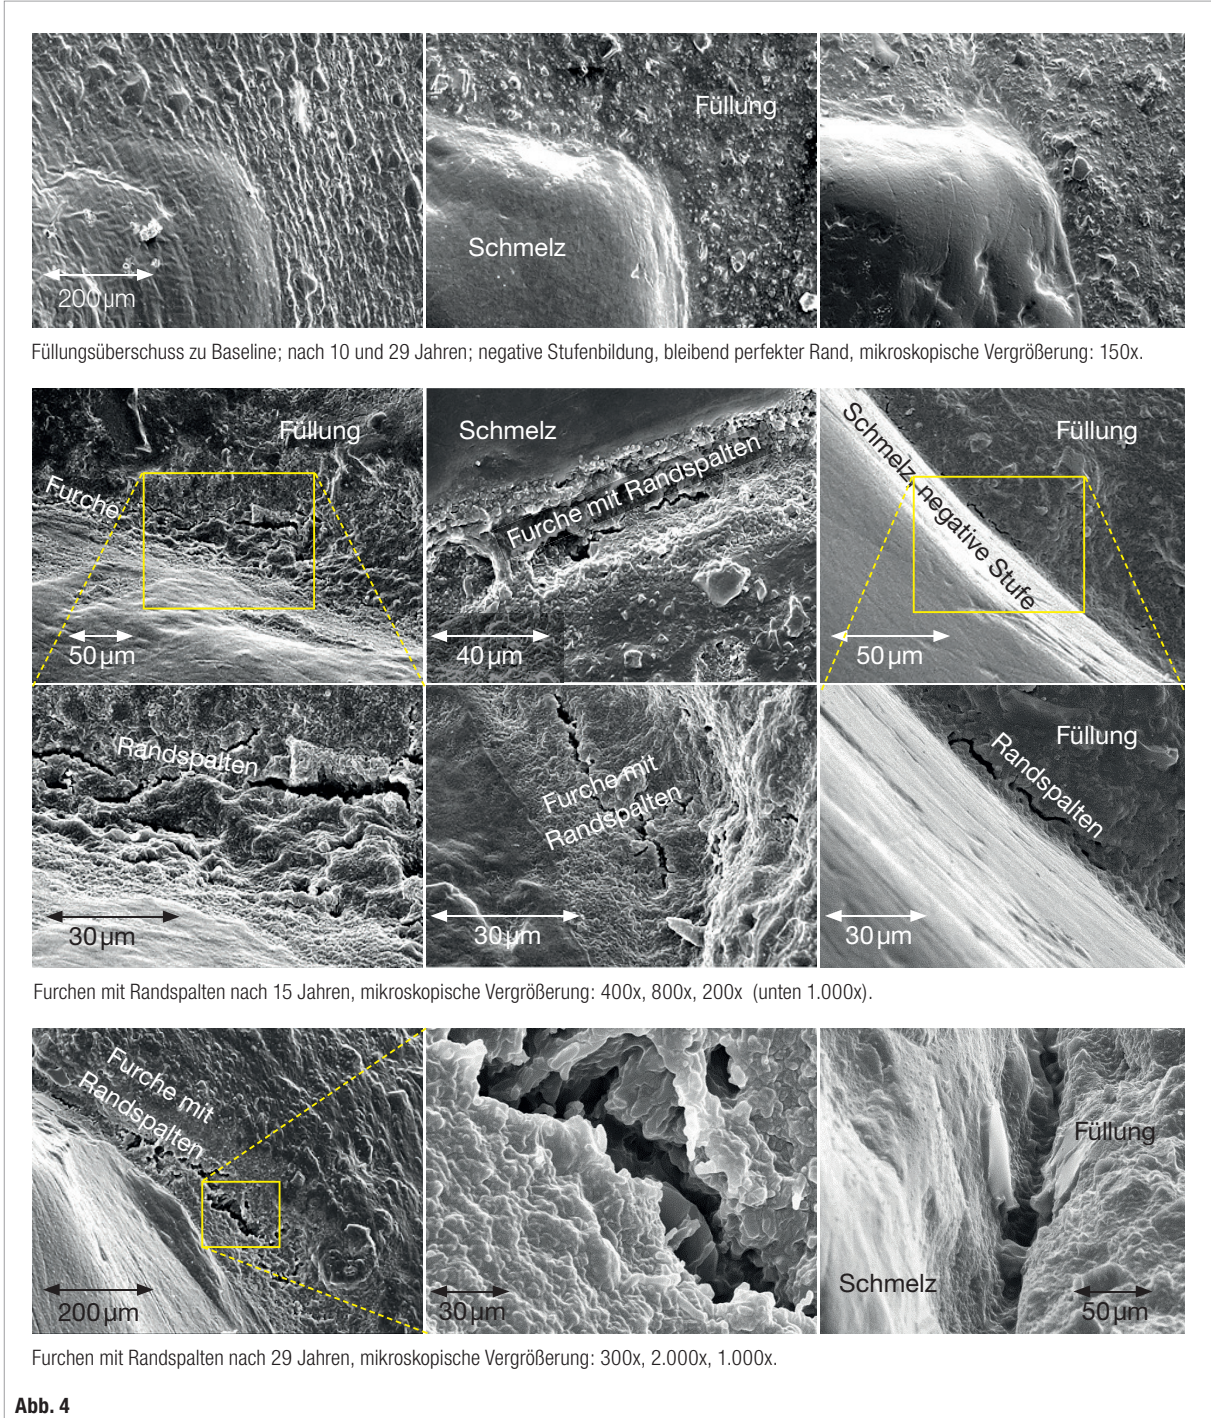 Füllung
Schmelz
200 µm
Füllungsüberschuss zu Baseline; nach 10 und 29 Jahren; negative Stufenbildung, bleibend perfekter Rand, mikroskopische Vergrößerung: 150x.
Füllung
Furche
50 µm
Schmelz
Furche mit Randspalten
40 µm
Füllung
Schmelz, negative Stufe
50 µm
Randspalten
30 µm
Furche mit
Randspalten
30 µm
Füllung
Randspalten
30 µm
Furchen mit Randspalten nach 15 Jahren, mikroskopische Vergrößerung: 400x, 800x, 200x (unten 1.000x).
Furche mit
Randspalten
200 µm
30 µm
Füllung
Schmelz
50 µm
Furchen mit Randspalten nach 29 Jahren, mikroskopische Vergrößerung: 300x, 2.000x, 1.000x.
Abb. 4